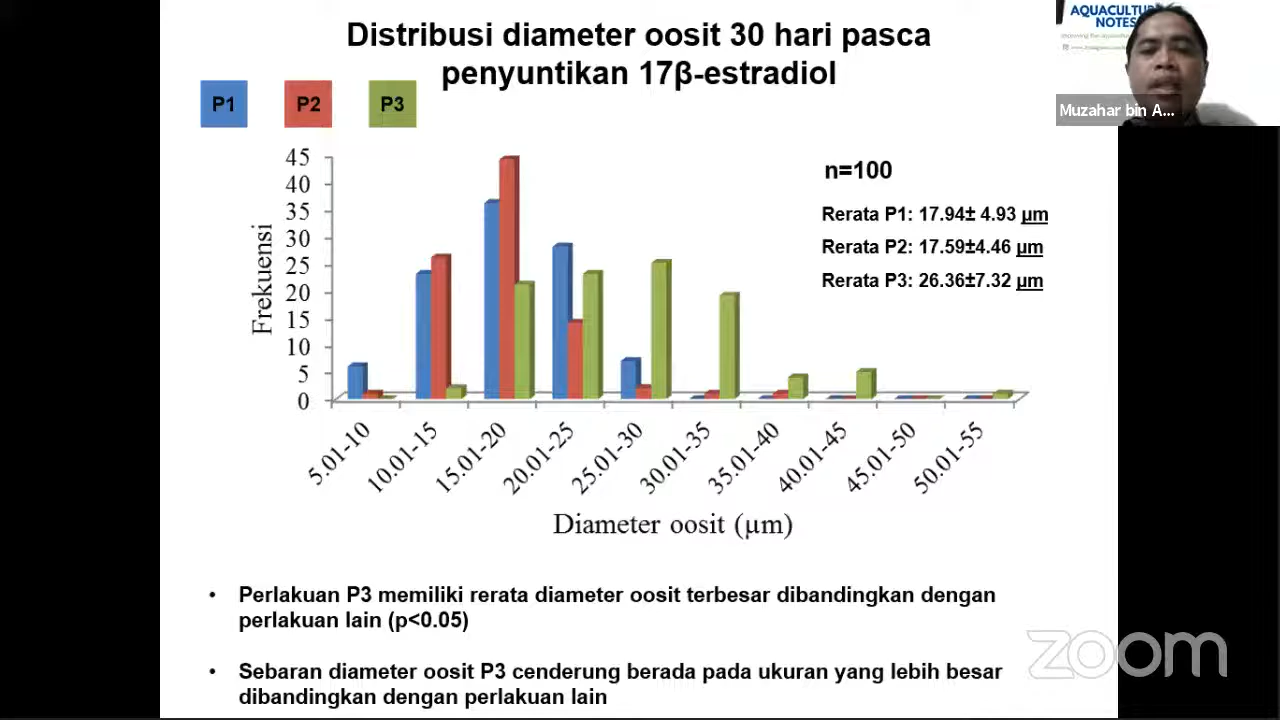 Distribusi diameter oosit 30 hari pasca
penyuntikan 17β-estradiol
P1
P2
P3
AQUACULTUR
NOTES
Muzahar bin A...
n=100
Rerata P1: 17.94± 4.93 µm
Rerata P2: 17.59±4.46 µm
Rerata P3: 26.36±7.32 µm
Frekuensi
45
40
35
30
25
20
15
10
5
0
5.01-10
10.01-15
15.01-20
20.01-25
25.01-30
30.01-35
35.01-40
40.01-45
45.01-50
50.01-55
Diameter oosit (µm)
• Perlakuan P3 memiliki rerata diameter oosit terbesar dibandingkan dengan
perlakuan lain (p<0.05)
• Sebaran diameter oosit P3 cenderung berada pada ukuran yang lebih besar
dibandingkan dengan perlakuan lain
zoom